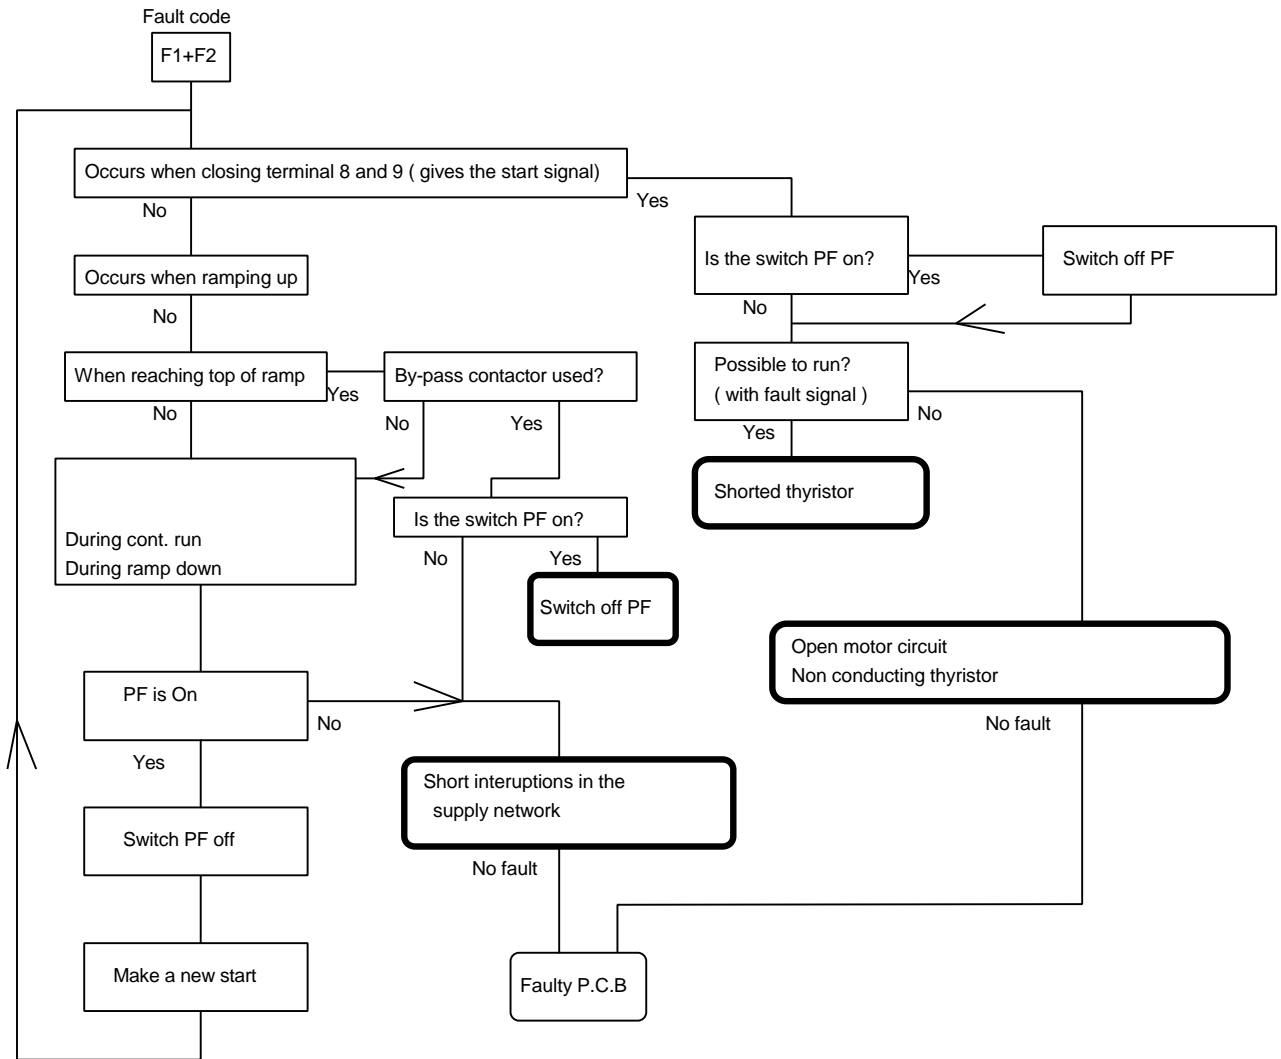 Fault code
F1+F2
Occurs when closing terminal 8 and 9 ( gives the start signal)
No
Yes
Is the switch PF on?
Yes
Switch off PF
Occurs when ramping up
No
No
When reaching top of ramp
Yes
By-pass contactor used?
Possible to run?
( with fault signal )
No
No
No
Yes
Yes
Shorted thyristor
During cont. run
During ramp down
Is the switch PF on?
No
Yes
Switch off PF
Open motor circuit
Non conducting thyristor
PF is On
No
No fault
Yes
Short interuptions in the
supply network
Switch PF off
No fault
Make a new start
Faulty P.C.B